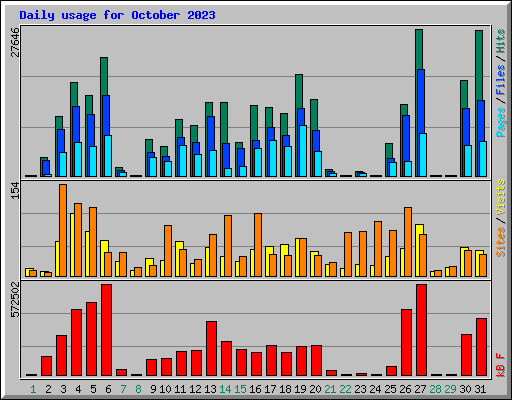 Daily usage for October 2023
27646
Pages / Files / Hits
154
Sites / Visits
572502
kB F
1 2 3 4 5 6 7 8 9 10 11 12 13 14 15 16 17 18 19 20 21 22 23 24 25 26 27 28 29 30 31